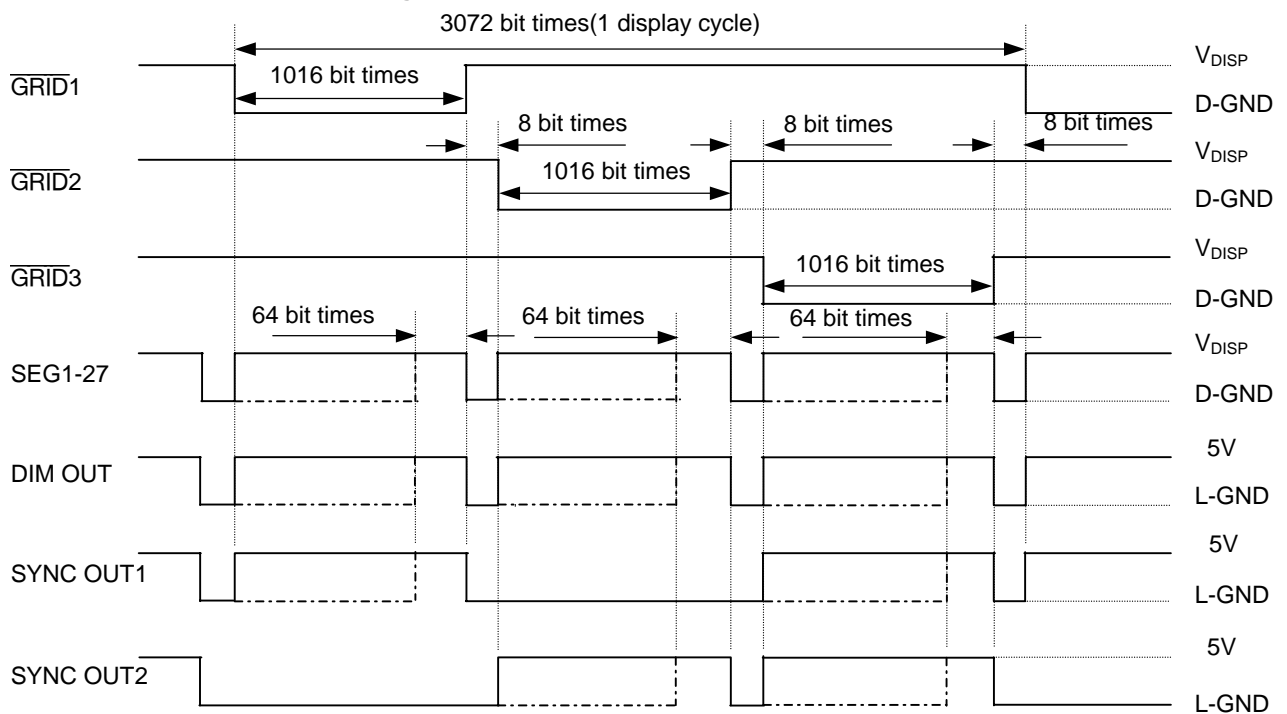 3072 bit times(1 display cycle)
GRID1
1016 bit times
VDISP
D-GND
8 bit times
8 bit times
8 bit times
GRID2
1016 bit times
VDISP
D-GND
GRID3
1016 bit times
VDISP
D-GND
64 bit times
64 bit times
64 bit times
SEG1-27
VDISP
D-GND
DIM OUT
5V
L-GND
SYNC OUT1
5V
L-GND
SYNC OUT2
5V
L-GND